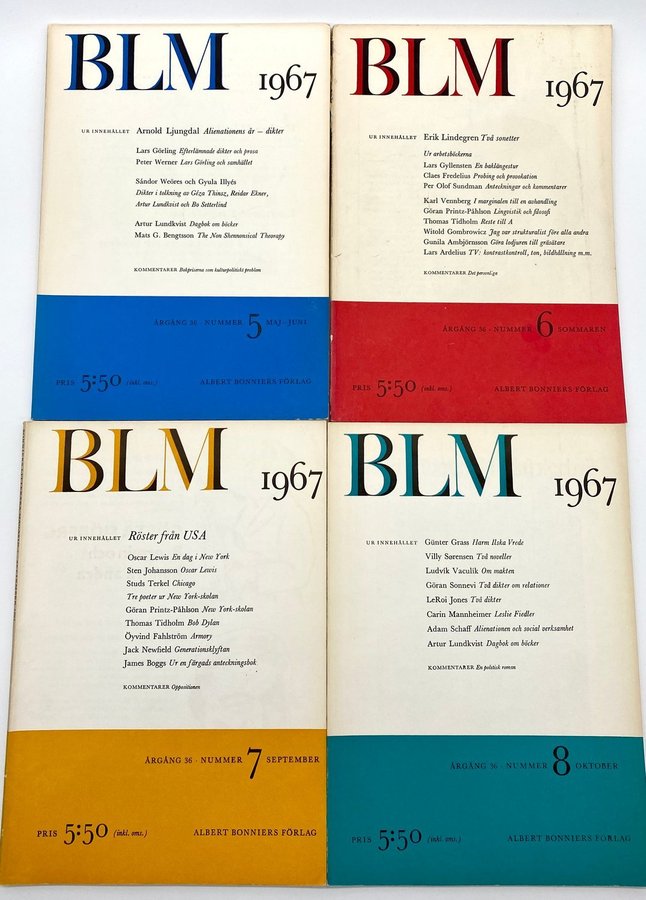 BLM 1967
UR INNEHÅLLET Arnold Ljungdal Alienationens år – dikter
Lars Görling Efterlämnade dikter och prosa
Peter Werner Lars Görling och samhället
Sándor Weöres och Gyula Illyés
Dikter i tolkning av Géza Thinsz, Reidar Ekner,
Artur Lundkvist och Bo Setterlind
Artur Lundkvist Dagbok om böcker
Mats G. Bengtsson The Non Shennonsical Theorapy
KOMMENTARER Bokpriserna som kulturpolitiskt problem
ÅRGÅNG 36 · NUMMER 5 MAJ-JUNI
PRIS 5:50 (inkl. oms.) ALBERT BONNIERS FÖRLAG
BLM 1967
UR INNEHÅLLET Erik Lindegren Två sonetter
Ur arbetsböckerna
Lars Gyllensten En baklängestur
Claes Fredelius Probing och provokation
Per Olof Sundman Anteckningar och kommentarer
Karl Vennberg I marginalen till en avhandling
Göran Printz-Påhlson Lingvistik och filosofi
Thomas Tidholm Reste till A
Witold Gombrowicz Jag var strukturalist före alla andra
Gunila Ambjörnsson Göra lodjuren till gräsätare
Lars Ardelius TV: kontrastkontroll, ton, bildhållning m.m.
KOMMENTARER Det personliga
ÅRGÅNG 36 · NUMMER 6 SOMMAREN
PRIS 5:50 (inkl. oms.) ALBERT BONNIERS FÖRLAG
BLM 1967
UR INNEHÅLLET Röster från USA
Oscar Lewis En dag i New York
Sten Johansson Oscar Lewis
Studs Terkel Chicago
Tre poeter ur New York-skolan
Göran Printz-Påhlson New York-skolan
Thomas Tidholm Bob Dylan
Öyvind Fahlström Armory
Jack Newfield Generationsklyftan
James Boggs Ur en färgads anteckningsbok
KOMMENTARER Oppositionen
ÅRGÅNG 36 · NUMMER 7 SEPTEMBER
PRIS 5:50 (inkl. oms.) ALBERT BONNIERS FÖRLAG
BLM 1967
UR INNEHÅLLET Günter Grass Harm Ilska Vrede
Villy Sørensen Två noveller
Ludvík Vaculík Om makten
Göran Sonnevi Två dikter om relationer
LeRoi Jones Två dikter
Carin Mannheimer Leslie Fiedler
Adam Schaff Alienationen och social verksamhet
Artur Lundkvist Dagbok om böcker
KOMMENTARER En politisk roman
ÅRGÅNG 36 · NUMMER 8 OKTOBER
PRIS 5:50 (inkl. oms.) ALBERT BONNIERS FÖRLAG